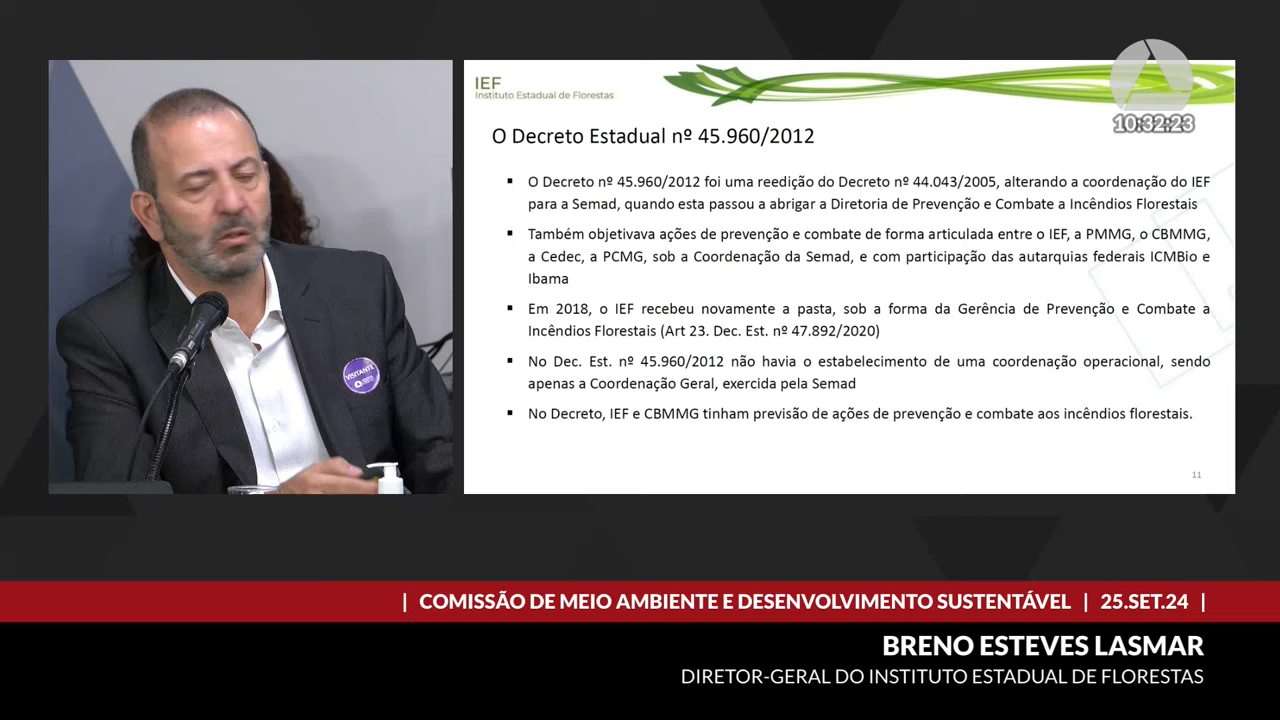 IEF
Instituto Estadual de Florestas
10:32:23
O Decreto Estadual nº 45.960/2012
▪ O Decreto nº 45.960/2012 foi uma reedição do Decreto nº 44.043/2005, alterando a coordenação do IEF
para a Semad, quando esta passou a abrigar a Diretoria de Prevenção e Combate a Incêndios Florestais
▪ Também objetivava ações de prevenção e combate de forma articulada entre o IEF, a PMMG, o CBMMG,
a Cedec, a PCMG, sob a Coordenação da Semad, e com participação das autarquias federais ICMBio e
Ibama
▪ Em 2018, o IEF recebeu novamente a pasta, sob a forma da Gerência de Prevenção e Combate a
Incêndios Florestais (Art 23. Dec. Est. nº 47.892/2020)
▪ No Dec. Est. nº 45.960/2012 não havia o estabelecimento de uma coordenação operacional, sendo
apenas a Coordenação Geral, exercida pela Semad
▪ No Decreto, IEF e CBMMG tinham previsão de ações de prevenção e combate aos incêndios florestais.
11
VISITANTE
| COMISSÃO DE MEIO AMBIENTE E DESENVOLVIMENTO SUSTENTÁVEL | 25.SET.24 |
BRENO ESTEVES LASMAR
DIRETOR-GERAL DO INSTITUTO ESTADUAL DE FLORESTAS